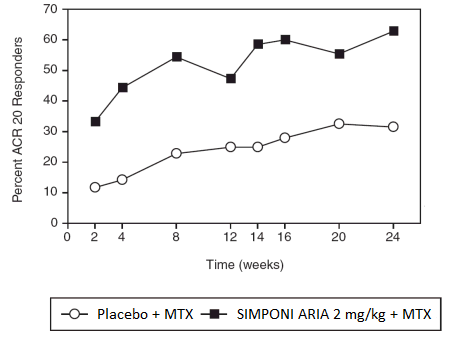 70
60
50
40
30
20
10
0
Percent ACR 20 Responders
0 2 4 8 12 14 16 20 24
Time (weeks)
Placebo + MTX SIMPONI ARIA 2 mg/kg + MTX